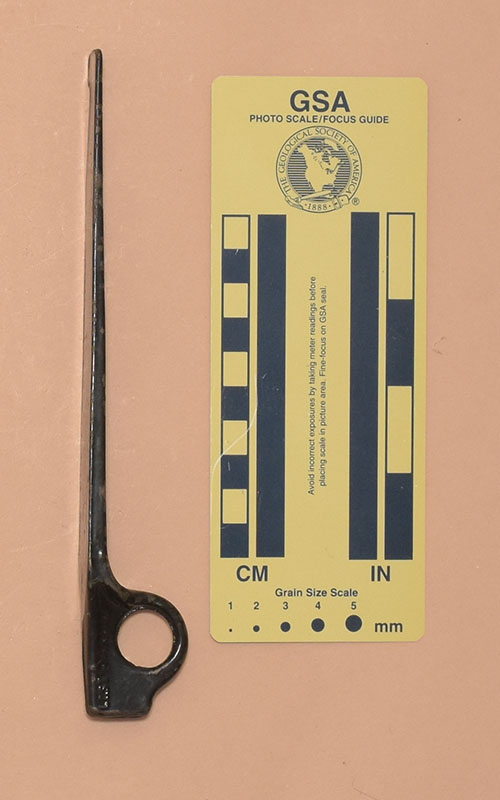 GSA
PHOTO SCALE/FOCUS GUIDE
THE GEOLOGICAL SOCIETY OF AMERICA
1888
®
Avoid incorrect exposures by taking meter readings before
placing scale in picture area. Fine-focus on GSA seal.
CM
IN
Grain Size Scale
1 2 3 4 5
mm